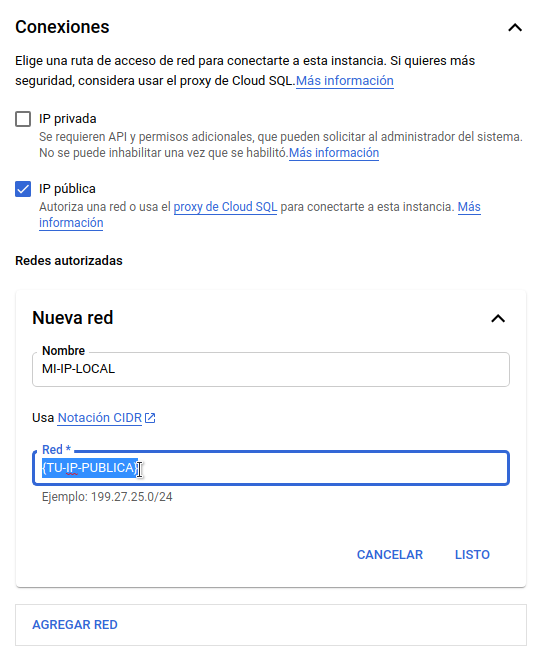 Conexiones
Elige una ruta de acceso de red para conectarte a esta instancia. Si quieres más
seguridad, considera usar el proxy de Cloud SQL.Más información
IP privada
Se requieren API y permisos adicionales, que pueden solicitar al administrador del sistema.
No se puede inhabilitar una vez que se habilitó.Más información
IP pública
Autoriza una red o usa el proxy de Cloud SQL para conectarte a esta instancia. Más
información
Redes autorizadas
Nueva red
Nombre
MI-IP-LOCAL
Usa Notación CIDR
Red *
{TU-IP-PUBLICA}
Ejemplo: 199.27.25.0/24
CANCELAR LISTO
AGREGAR RED